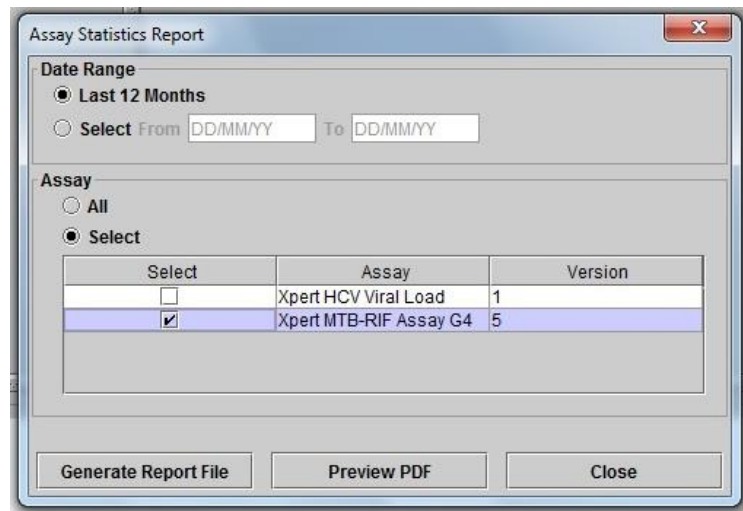 Assay Statistics Report
Date Range
Last 12 Months
Select From DD/MM/YY To DD/MM/YY
Assay
All
Select
Select Assay Version
Xpert HCV Viral Load 1
Xpert MTB-RIF Assay G4 5
Generate Report File Preview PDF Close